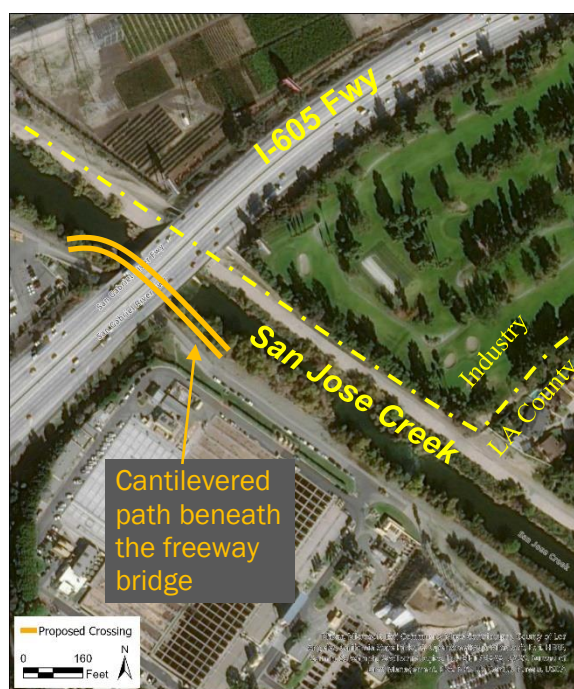 I-605 Fwy
San Jose Creek
Industry
LA County
Cantilevered
path beneath
the freeway
bridge
San Jose Creek
Proposed Crossing
0 160
Feet
N